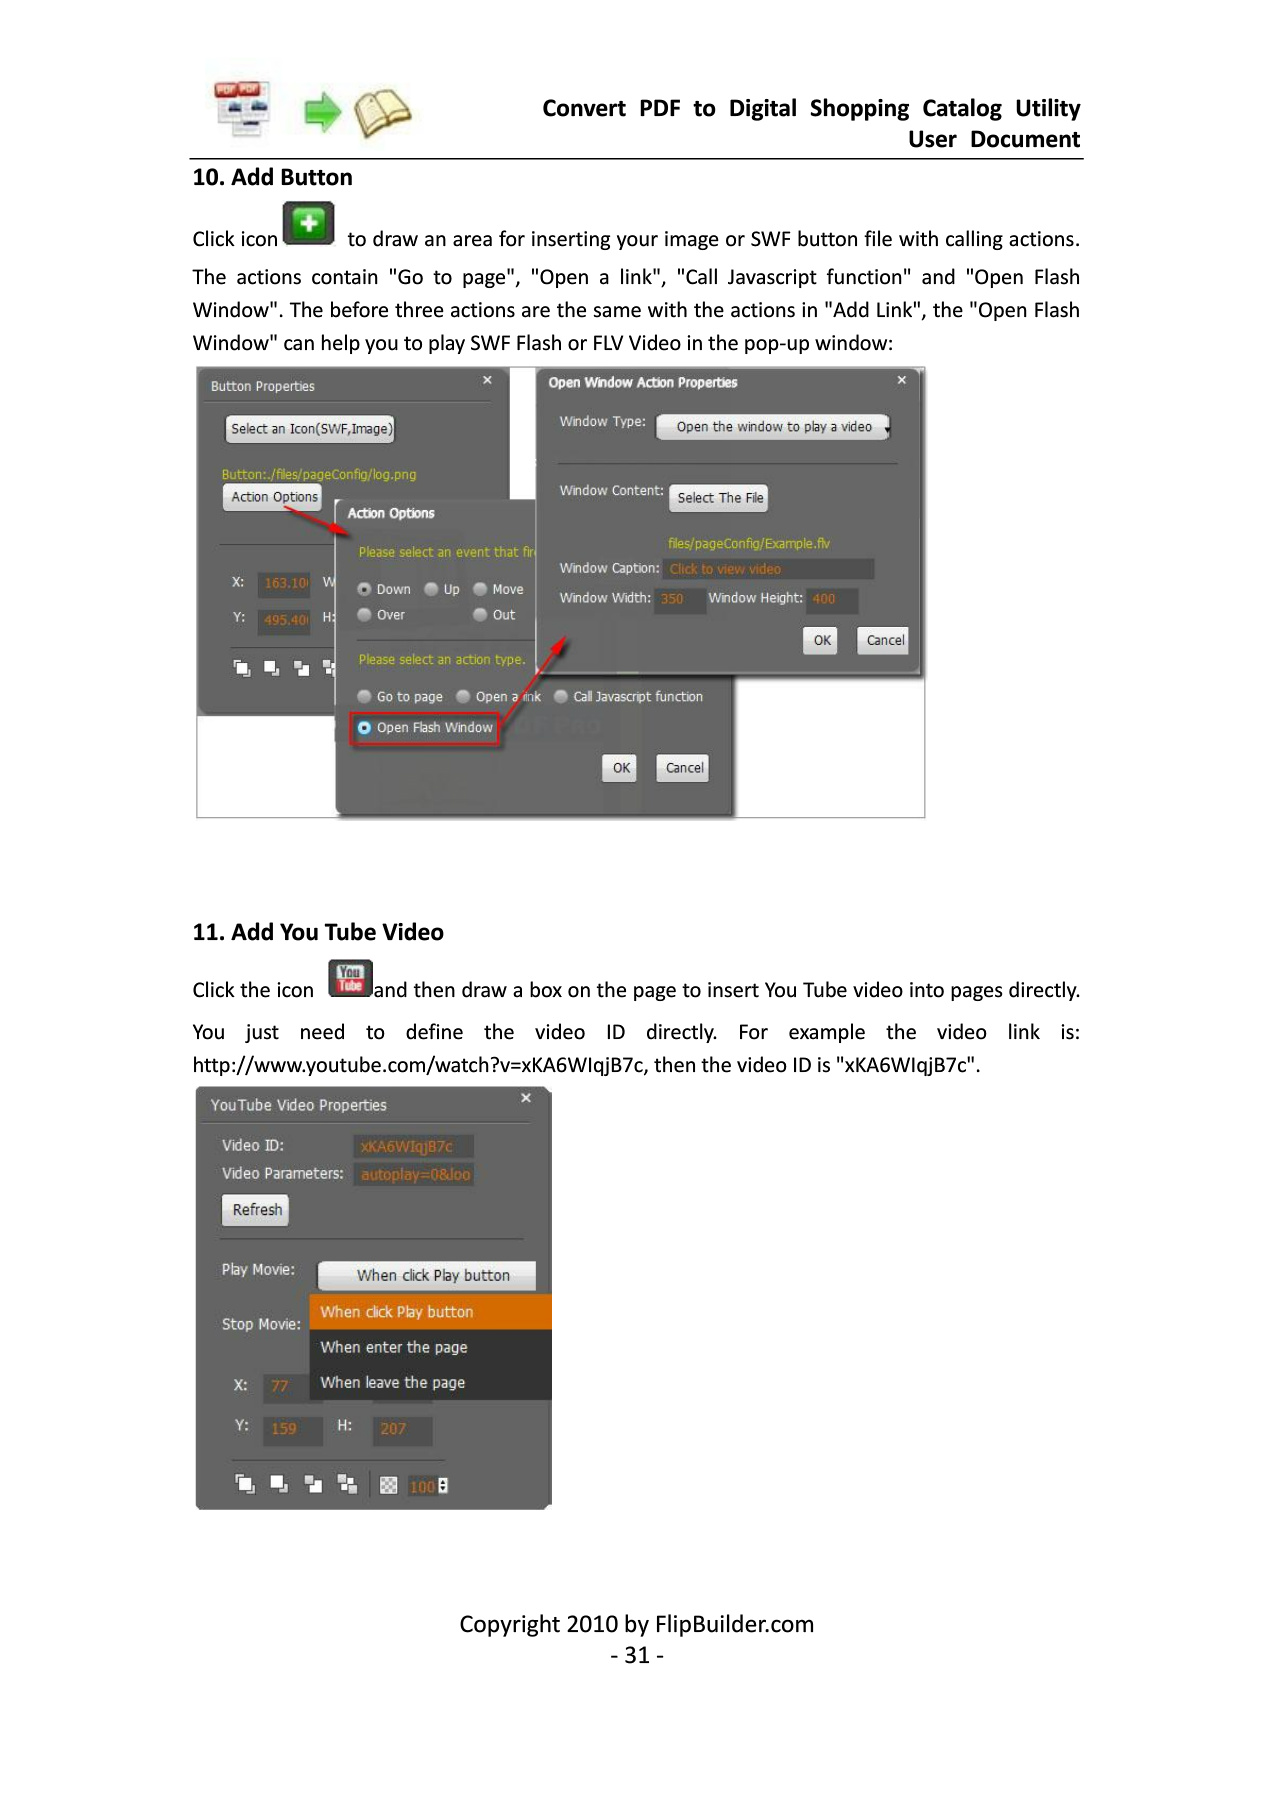 Convert PDF to Digital Shopping Catalog Utility
User Document
10. Add Button
Click icon to draw an area for inserting your image or SWF button file with calling actions.
The actions contain "Go to page", "Open a link", "Call Javascript function" and "Open Flash
Window". The before three actions are the same with the actions in "Add Link", the "Open Flash
Window" can help you to play SWF Flash or FLV Video in the pop-up window:
Button Properties
Select an Icon(SWF,Image)
Button:./files/pageConfig/log.png
Action Options
X: 163.10 W
Y: 495.40 H:
Action Options
Please select an event that fir
Down Up Move
Over Out
Please select an action type.
Go to page Open a link Call Javascript function
Open Flash Window
OK Cancel
Open Window Action Properties
Window Type: Open the window to play a video
Window Content: Select The File
files/pageConfig/Example.flv
Window Caption: Click to view video
Window Width: 350 Window Height: 400
OK Cancel
11. Add You Tube Video
Click the icon You Tube and then draw a box on the page to insert You Tube video into pages directly.
You just need to define the video ID directly. For example the video link is:
http://www.youtube.com/watch?v=xKA6WIqjB7c, then the video ID is "xKA6WIqjB7c".
YouTube Video Properties
Video ID: xKA6WIqjB7c
Video Parameters: autoplay=0&loo
Refresh
Play Movie: When click Play button
When click Play button
Stop Movie:
When enter the page
When leave the page
X: 77
Y: 159 H: 207
100
Copyright 2010 by FlipBuilder.com
- 31 -